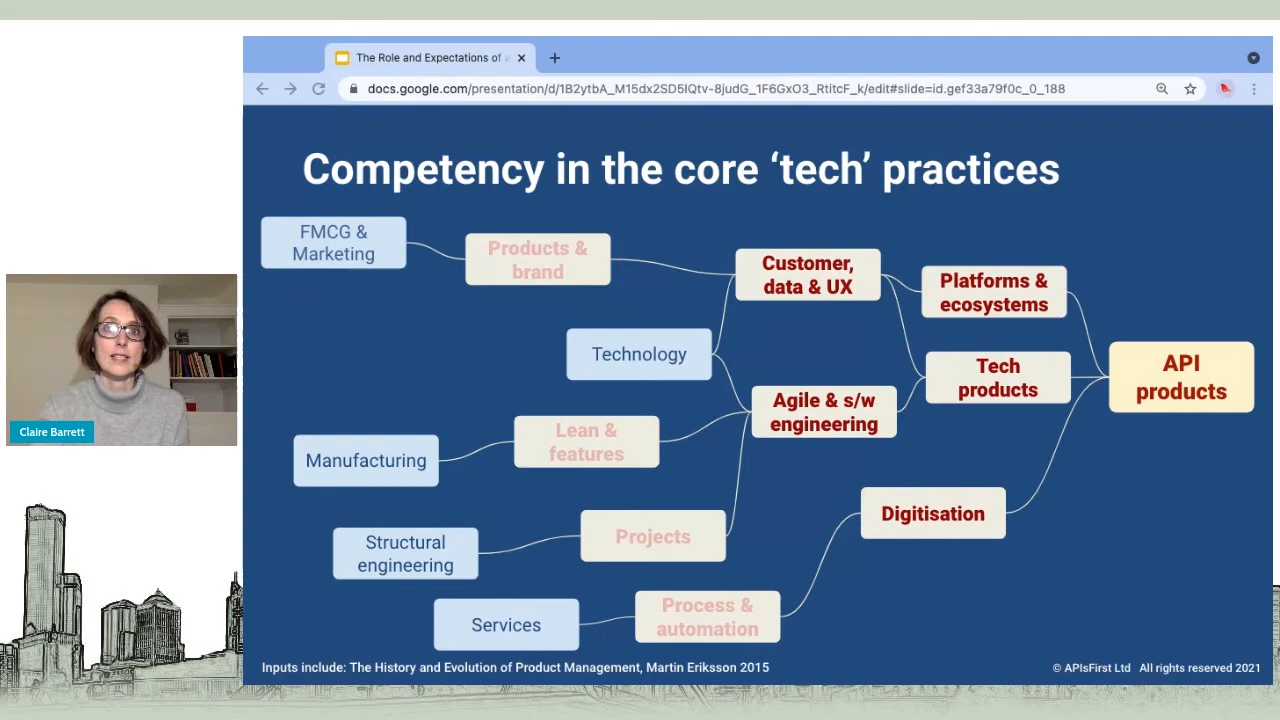 The Role and Expectations of a
docs.google.com/presentation/d/1B2ytbA_M15dx2SD5lQtv-8judG_1F6GxO3_RtitcF_k/edit#slide=id.gef33a79f0c_0_188
Competency in the core ‘tech’ practices
FMCG &
Marketing
Products &
brand
Customer,
data & UX
Platforms &
ecosystems
Technology
Tech
products
API
products
Agile & s/w
engineering
Lean &
features
Manufacturing
Digitisation
Projects
Structural
engineering
Process &
automation
Services
Inputs include: The History and Evolution of Product Management, Martin Eriksson 2015
© APIsFirst Ltd All rights reserved 2021
Claire Barrett